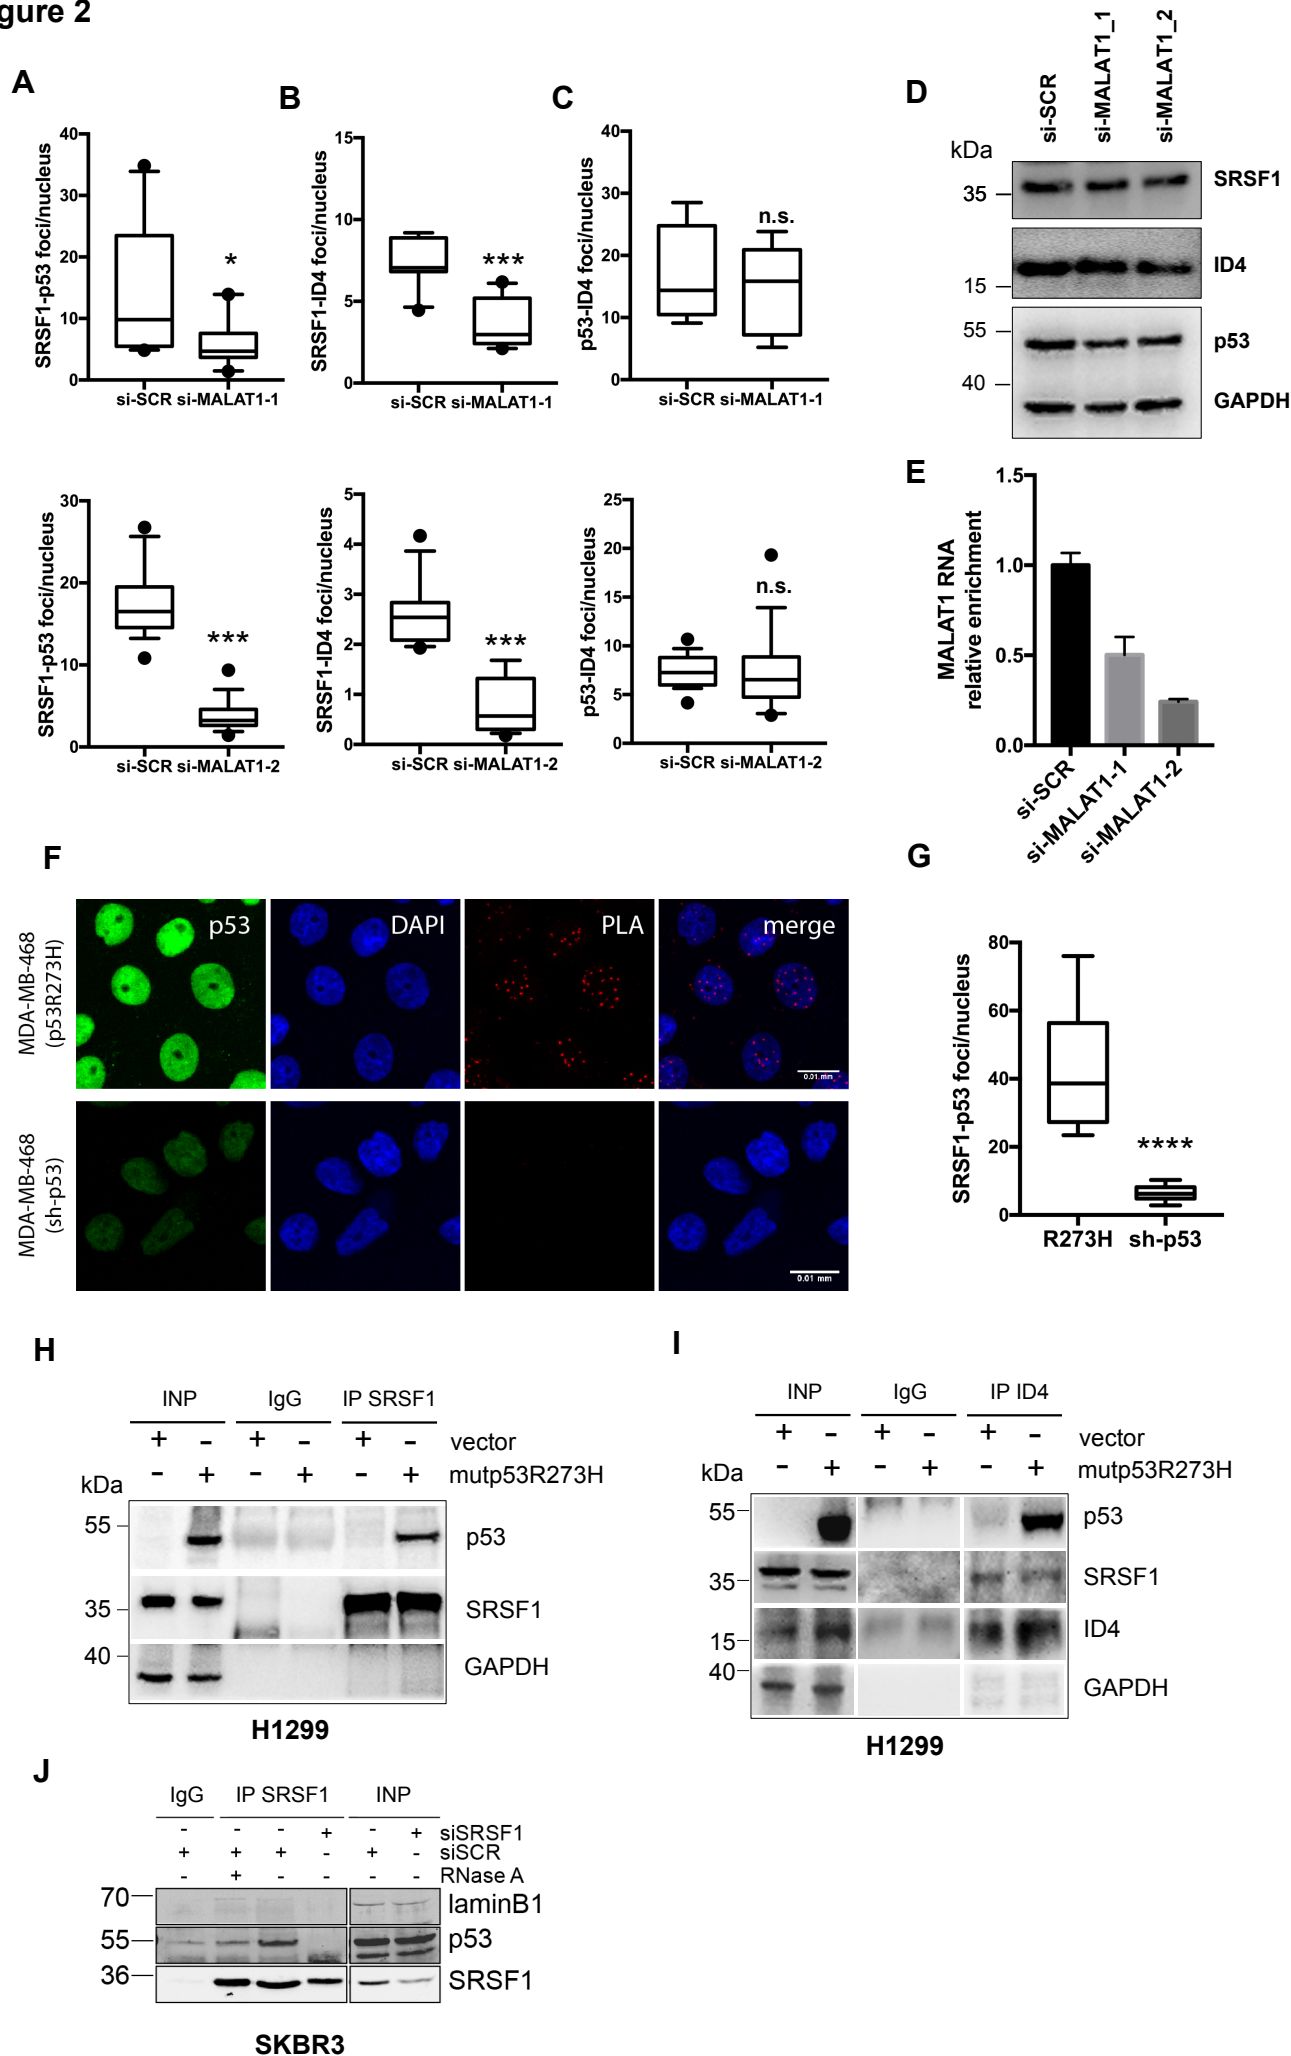 gure 2
A
SRSF1-p53 foci/nucleus
40
30
20
10
0
*
si-SCR si-MALAT1-1
B
SRSF1-ID4 foci/nucleus
15
10
5
0
***
si-SCR si-MALAT1-1
C
p53-ID4 foci/nucleus
40
30
20
10
0
n.s.
si-SCR si-MALAT1-1
D
si-SCR
si-MALAT1_1
si-MALAT1_2
kDa
35
SRSF1
15
ID4
55
p53
40
GAPDH
SRSF1-p53 foci/nucleus
30
20
10
0
***
si-SCR si-MALAT1-2
SRSF1-ID4 foci/nucleus
5
4
3
2
1
0
***
si-SCR si-MALAT1-2
p53-ID4 foci/nucleus
25
20
15
10
5
0
n.s.
si-SCR si-MALAT1-2
E
MALAT1 RNA
relative enrichment
1.5
1.0
0.5
0.0
si-SCR
si-MALAT1-1
si-MALAT1-2
F
MDA-MB-468
(p53R273H)
p53
DAPI
PLA
merge
0.01 mm
MDA-MB-468
(sh-p53)
0.01 mm
G
SRSF1-p53 foci/nucleus
80
60
40
20
0
****
R273H sh-p53
H
INP IgG IP SRSF1
+ - + - + - vector
- + - + - + mutp53R273H
kDa
55
p53
35
SRSF1
40
GAPDH
H1299
I
INP IgG IP ID4
+ - + - + - vector
- + - + - + mutp53R273H
kDa
55
p53
35
SRSF1
15
ID4
40
GAPDH
H1299
J
IgG IP SRSF1 INP
- - - + - + siSRSF1
+ + + - + - siSCR
- + - - - - RNase A
70
laminB1
55
p53
36
SRSF1
SKBR3